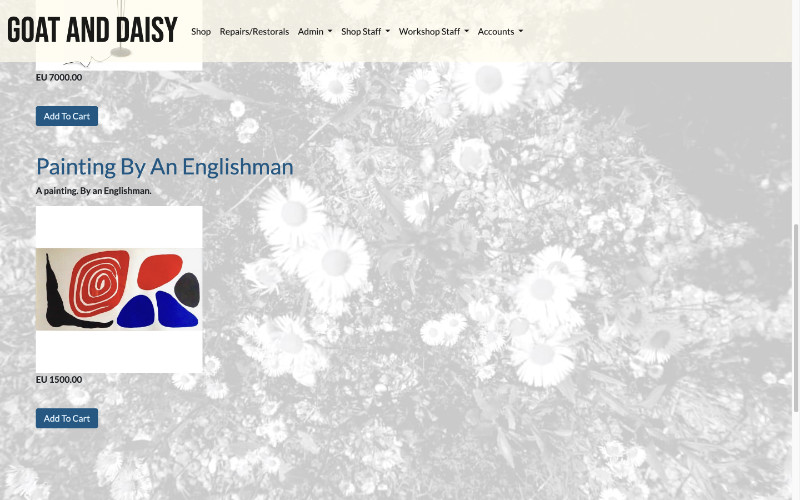 GOAT AND DAISY
Shop Repairs/Restorals Admin Shop Staff Workshop Staff Accounts
EU 7000.00
Add To Cart
Painting By An Englishman
A painting. By an Englishman.
EU 1500.00
Add To Cart